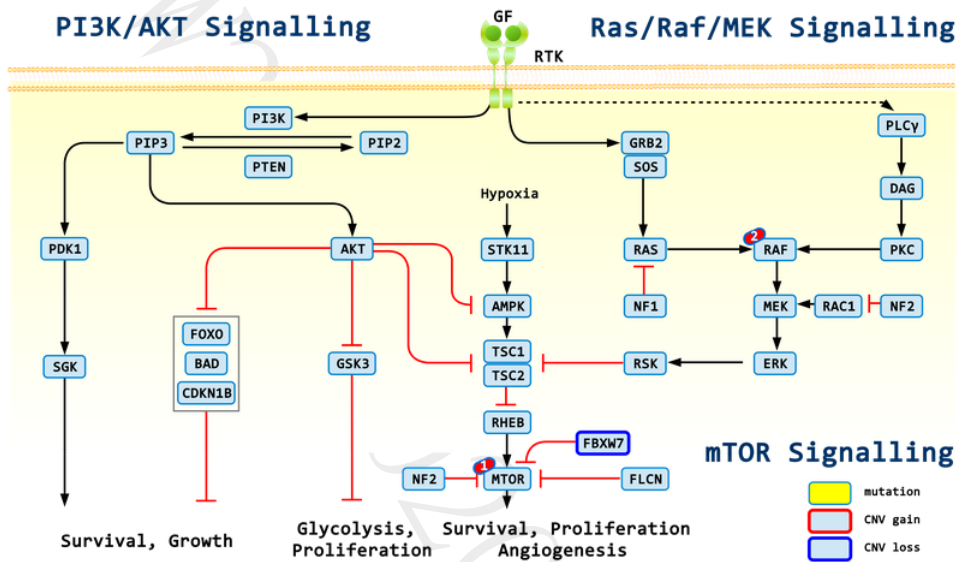 PI3K/AKT Signalling
GF
Ras/Raf/MEK Signalling
RTK
PI3K
PLCγ
PIP3
PIP2
GRB2
PTEN
SOS
Hypoxia
DAG
PDK1
AKT
STK11
RAS
2
RAF
PKC
AMPK
NF1
MEK
RAC1
NF2
FOXO
BAD
CDKN1B
GSK3
TSC1
TSC2
RSK
ERK
SGK
RHEB
FBXW7
mTOR Signalling
NF2
1
MTOR
FLCN
mutation
CNV gain
CNV loss
Survival, Growth
Glycolysis,
Proliferation
Survival, Proliferation
Angiogenesis